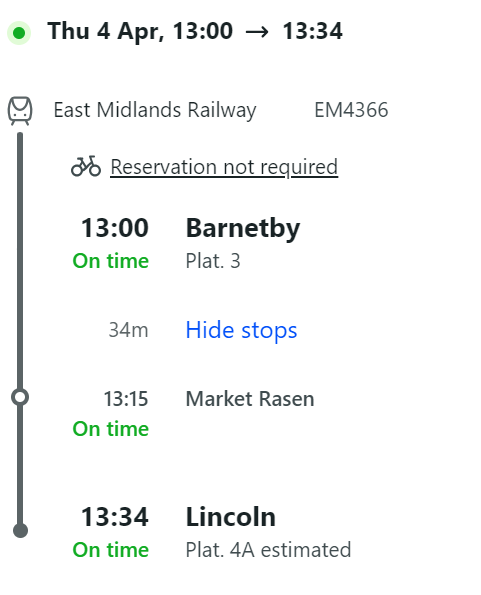 Thu 4 Apr, 13:00 → 13:34
East Midlands Railway EM4366
Reservation not required
13:00 Barnetby
On time Plat. 3
34m Hide stops
13:15 Market Rasen
On time
13:34 Lincoln
On time Plat. 4A estimated